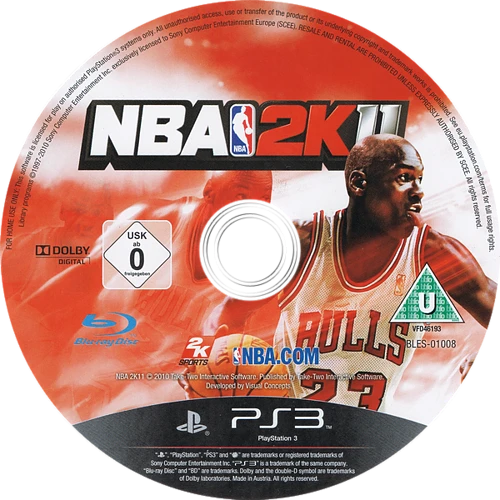 FOR HOME USE ONLY. This software is licensed for play on authorised PlayStation®3 systems only. All unauthorised access, use or transfer of the product or its underlying copyright and trademark works is prohibited. See eu.playstation.com/terms for full usage rights.
Library programs ©1997-2010 Sony Computer Entertainment Inc. exclusively licensed to Sony Computer Entertainment Europe (SCEE). RESALE AND RENTAL ARE PROHIBITED UNLESS EXPRESSLY AUTHORISED BY SCEE. All rights reserved.
NBA 2K11
DOLBY
DIGITAL
USK
ab
0
freigegeben
U
VFD46193
BLES-01008
Blu-ray Disc
2K
SPORTS
NBA.COM
BULLS
23
NBA 2K11 © 2010 Take-Two Interactive Software. Published by Take-Two Interactive Software.
Developed by Visual Concepts.
PS3™
PlayStation 3
"PlayStation", "PS3" and " " are trademarks or registered trademarks of
Sony Computer Entertainment Inc. "PS3" is a trademark of the same company.
"Blu-ray Disc" and "BD" are trademarks. Dolby and the double-D symbol are trademarks
of Dolby laboratories. Made in Austria. All rights reserved.